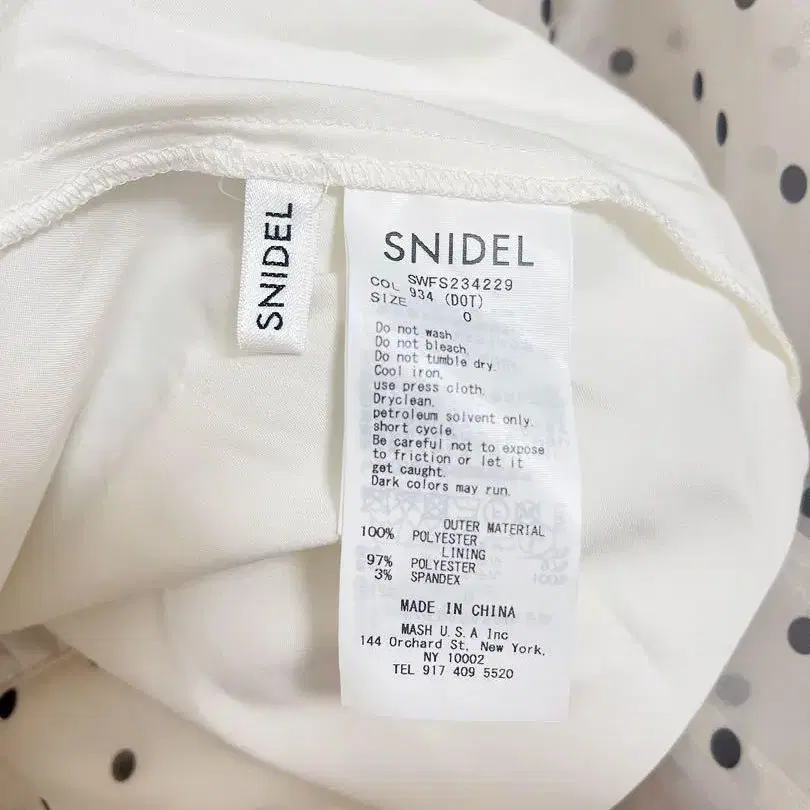 SNIDEL
SNIDEL
SWFS234229
COL 934 (DOT)
SIZE 0
Do not wash.
Do not bleach.
Do not tumble dry.
Cool iron.
use press cloth.
Dryclean.
petroleum solvent only.
short cycle.
Be careful not to expose
to friction or let it
get caught.
Dark colors may run.
OUTER MATERIAL
100% POLYESTER
LINING
97% POLYESTER
3% SPANDEX
MADE IN CHINA
MASH U.S.A Inc
144 Orchard St, New York,
NY 10002
TEL 917 409 5520